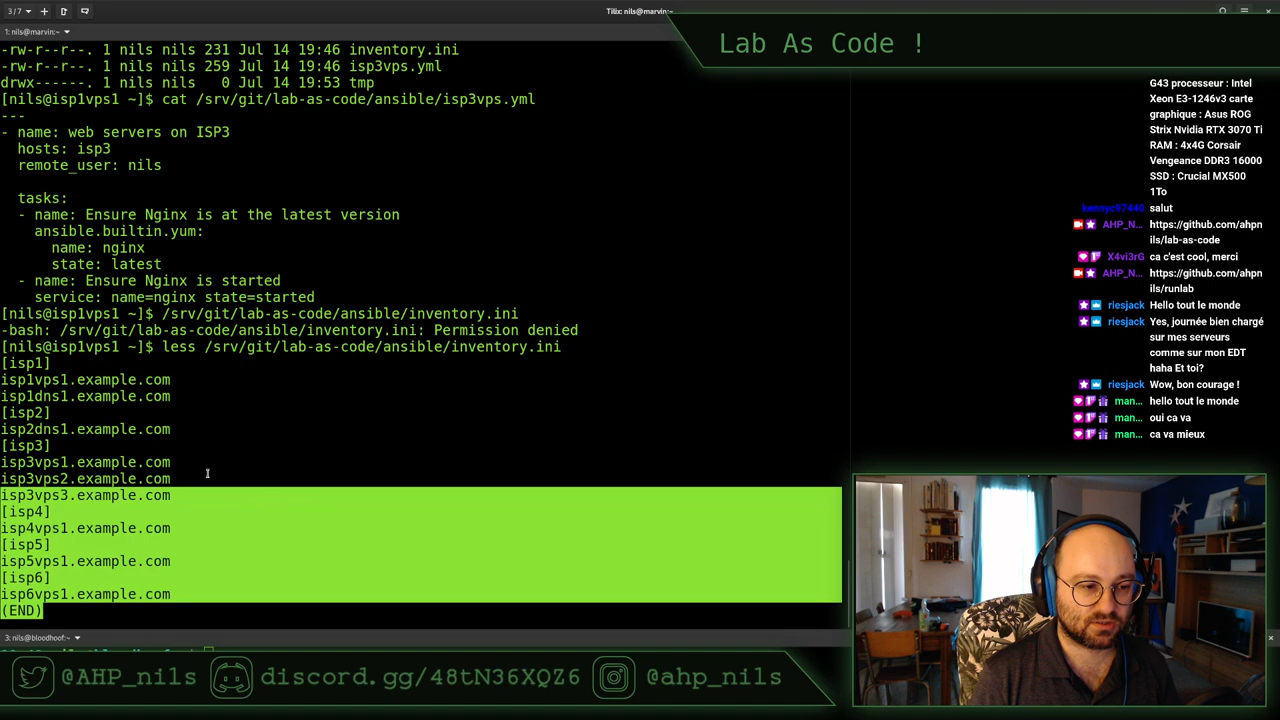 3 / 7
Tilix: nils@marvin:~
1: nils@marvin:~
Lab As Code !
-rw-r--r--. 1 nils nils 231 Jul 14 19:46 inventory.ini
-rw-r--r--. 1 nils nils 259 Jul 14 19:46 isp3vps.yml
drwx------. 1 nils nils   0 Jul 14 19:53 tmp
[nils@isp1vps1 ~]$ cat /srv/git/lab-as-code/ansible/isp3vps.yml
---
- name: web servers on ISP3
  hosts: isp3
  remote_user: nils
  tasks:
  - name: Ensure Nginx is at the latest version
    ansible.builtin.yum:
      name: nginx
      state: latest
  - name: Ensure Nginx is started
    service: name=nginx state=started
[nils@isp1vps1 ~]$ /srv/git/lab-as-code/ansible/inventory.ini
-bash: /srv/git/lab-as-code/ansible/inventory.ini: Permission denied
[nils@isp1vps1 ~]$ less /srv/git/lab-as-code/ansible/inventory.ini
[isp1]
isp1vps1.example.com
isp1dns1.example.com
[isp2]
isp2dns1.example.com
[isp3]
isp3vps1.example.com
isp3vps2.example.com
isp3vps3.example.com
[isp4]
isp4vps1.example.com
[isp5]
isp5vps1.example.com
[isp6]
isp6vps1.example.com
(END)
3: nils@bloodhoof:~
G43 processeur : Intel
Xeon E3-1246v3 carte
graphique : Asus ROG
Strix Nvidia RTX 3070 Ti
RAM : 4x4G Corsair
Vengeance DDR3 16000
SSD : Crucial MX500
1To
kennyc97440 salut
AHP_N... https://github.com/ahpn
ils/lab-as-code
X4vi3rG ca c'est cool, merci
AHP_N... https://github.com/ahpn
ils/runlab
riesjack Hello tout le monde
riesjack Yes, journée bien chargé
sur mes serveurs
comme sur mon EDT
haha Et toi?
riesjack Wow, bon courage !
man... hello tout le monde
man... oui ca va
man... ca va mieux
@AHP_nils discord.gg/48tN36XQZ6 @ahp_nils